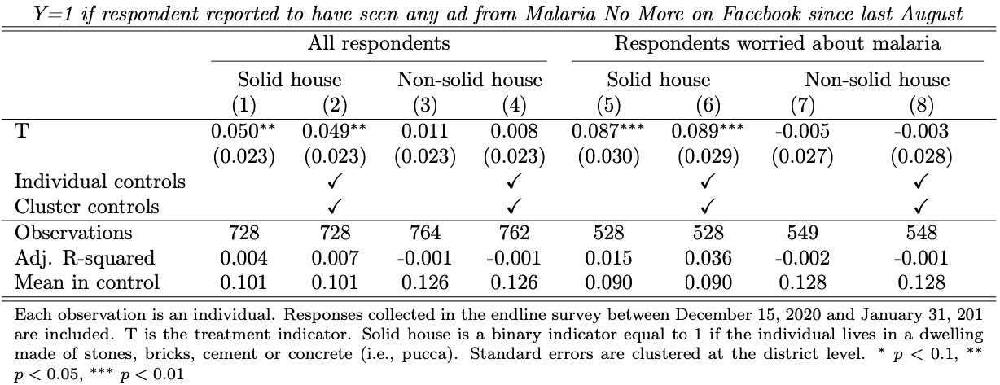 Y=1 if respondent reported to have seen any ad from Malaria No More on Facebook since last August
All respondents Respondents worried about malaria
Solid house Non-solid house Solid house Non-solid house
(1) (2) (3) (4) (5) (6) (7) (8)
T 0.050** 0.049** 0.011 0.008 0.087*** 0.089*** -0.005 -0.003
(0.023) (0.023) (0.023) (0.023) (0.030) (0.029) (0.027) (0.028)
Individual controls ✓ ✓ ✓ ✓
Cluster controls ✓ ✓ ✓ ✓
Observations 728 728 764 762 528 528 549 548
Adj. R-squared 0.004 0.007 -0.001 -0.001 0.015 0.036 -0.002 -0.001
Mean in control 0.101 0.101 0.126 0.126 0.090 0.090 0.128 0.128
Each observation is an individual. Responses collected in the endline survey between December 15, 2020 and January 31, 201
are included. T is the treatment indicator. Solid house is a binary indicator equal to 1 if the individual lives in a dwelling
made of stones, bricks, cement or concrete (i.e., pucca). Standard errors are clustered at the district level. * p < 0.1, **
p < 0.05, *** p < 0.01